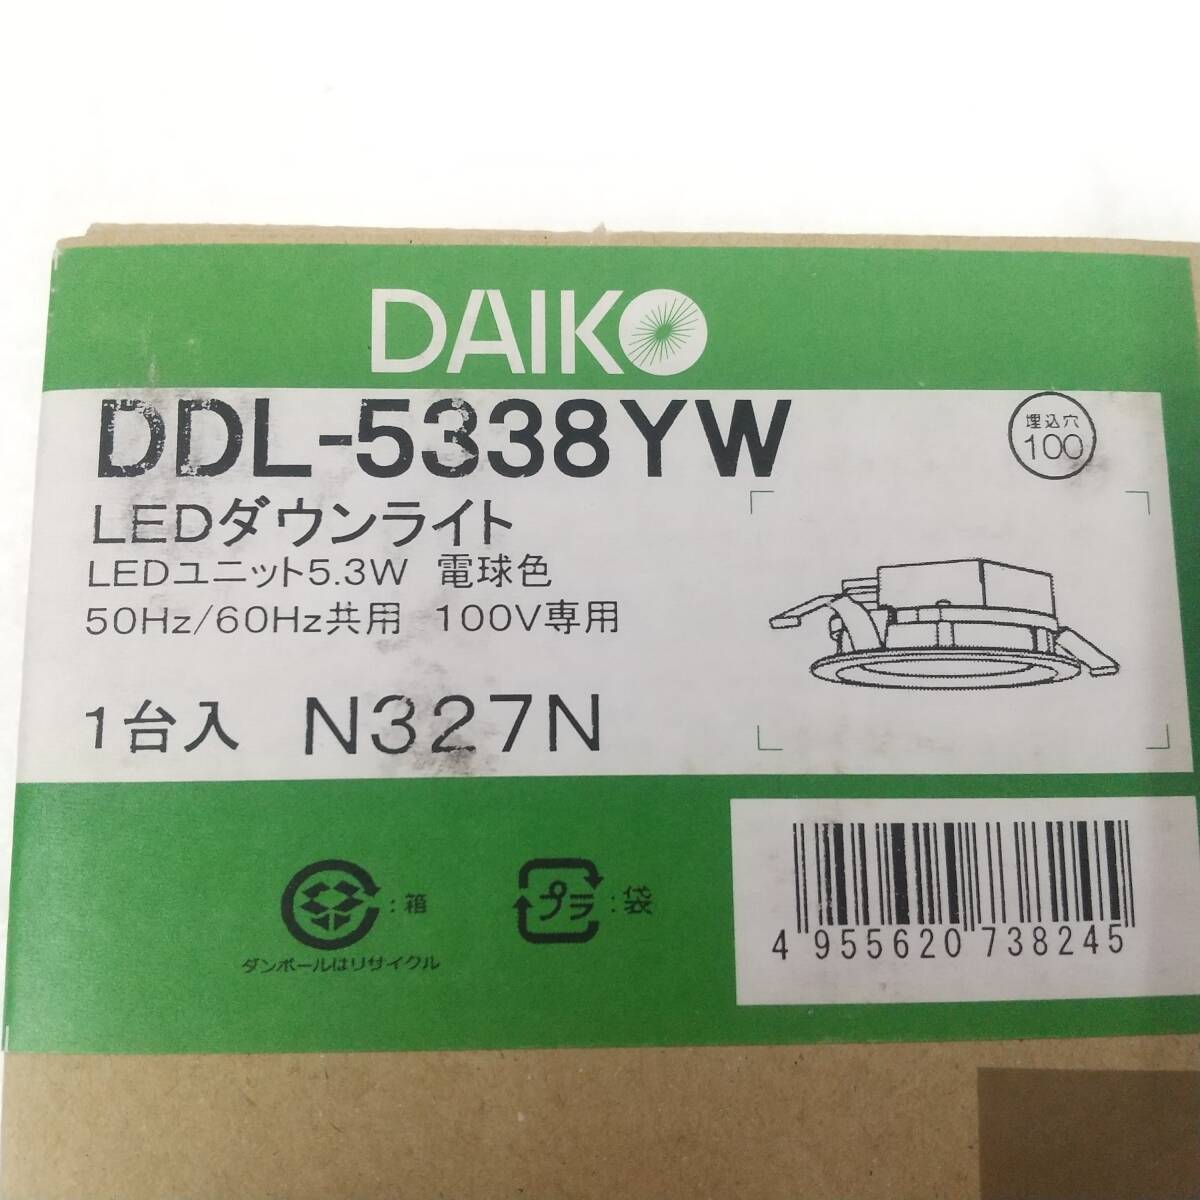 DAIKO
DDL-5338YW
埋込穴
100
LEDダウンライト
LEDユニット5.3W 電球色
50Hz/60Hz共用 100V専用
1台入 N327N
:箱
プラ
:袋
ダンボールはリサイクル
4 955620 738245